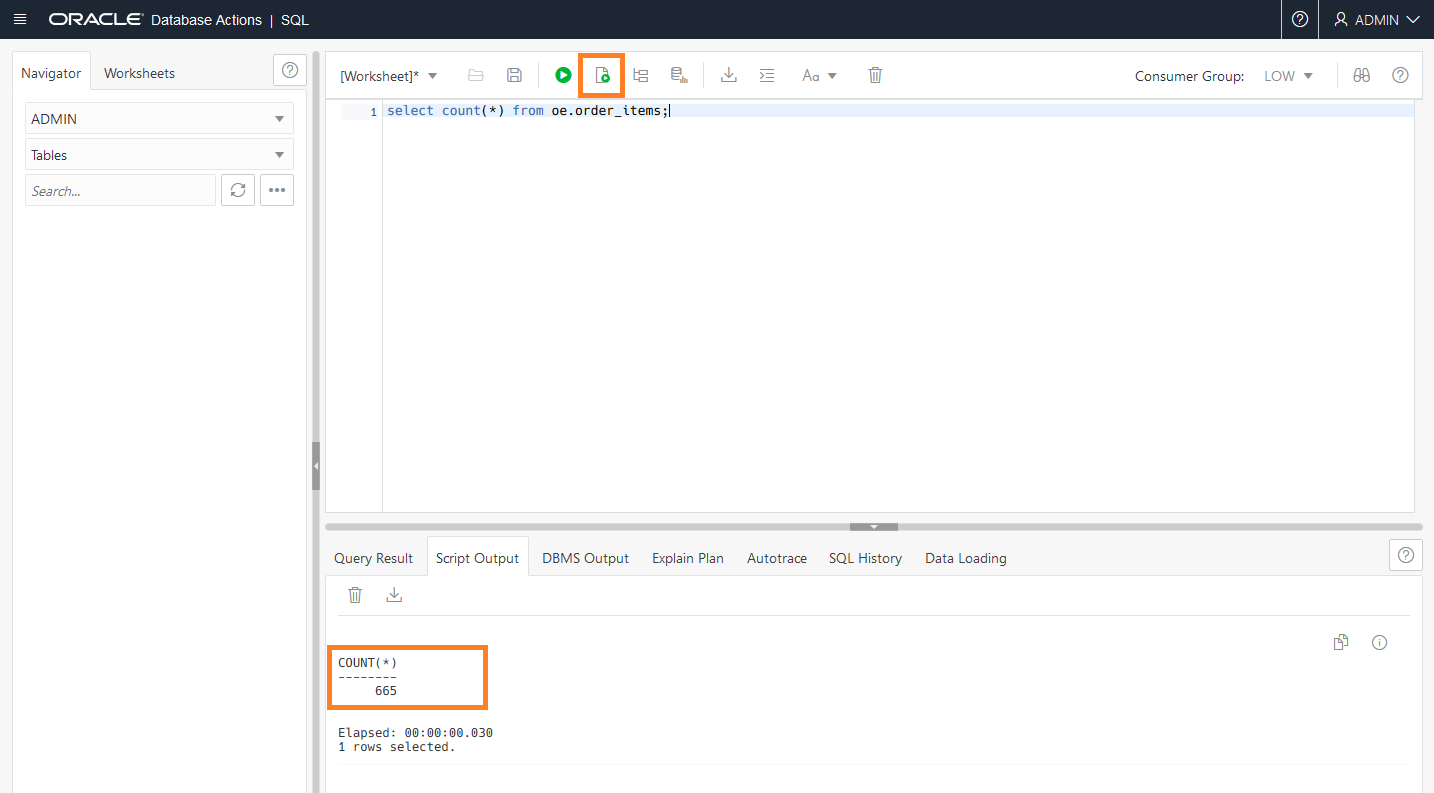 ORACLE Database Actions | SQL
ADMIN
Navigator
Worksheets
ADMIN
Tables
Search...
[Worksheet]*
Aa
Consumer Group: LOW
1 select count(*) from oe.order_items;
Query Result
Script Output
DBMS Output
Explain Plan
Autotrace
SQL History
Data Loading
COUNT(*)
--------
665
Elapsed: 00:00:00.030
1 rows selected.